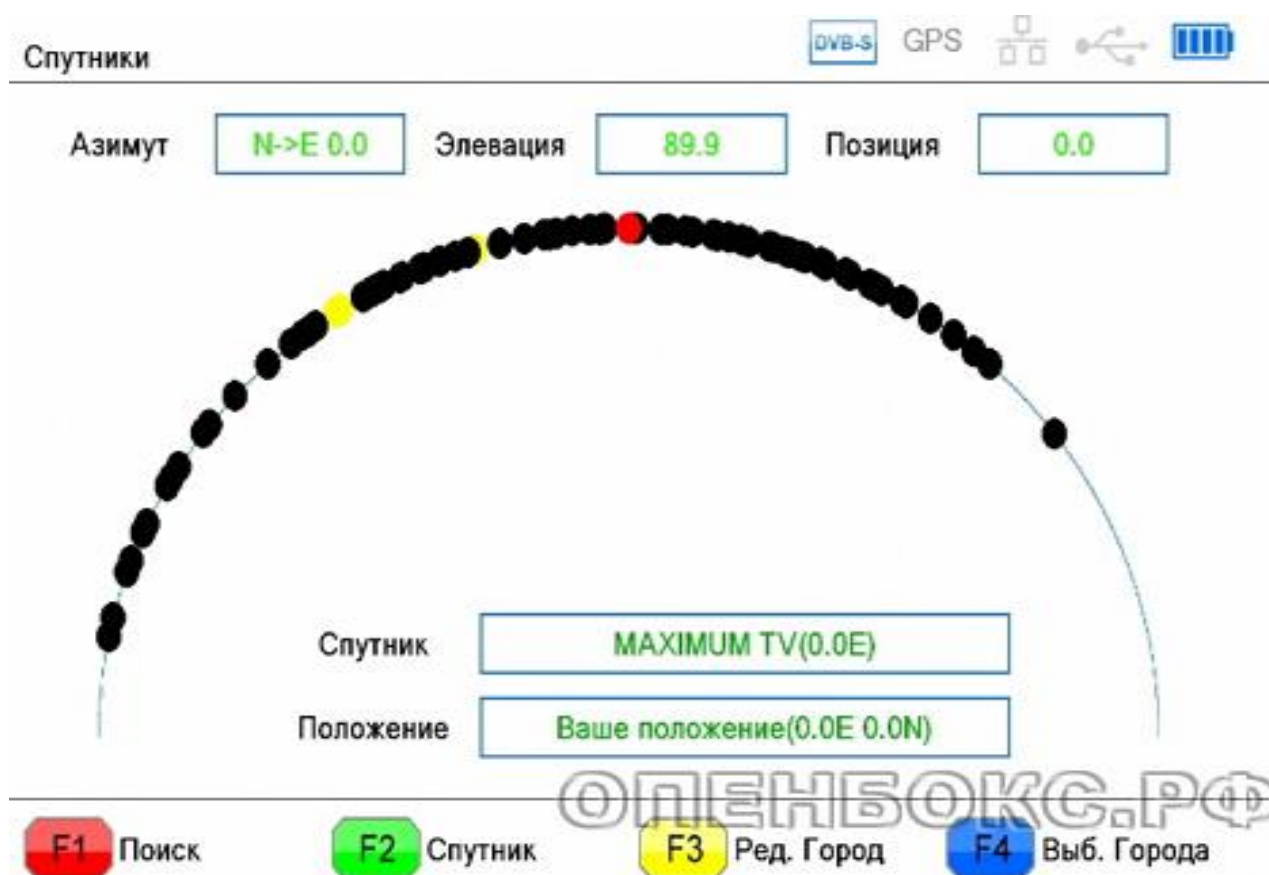 Спутники DVB-S GPS
Азимут N->E 0.0 Элевация 89.9 Позиция 0.0
Спутник MAXIMUM TV(0.0E)
Положение Ваше положение(0.0E 0.0N)
ОПЕНБОКС.РФ
F1 Поиск F2 Спутник F3 Ред. Город F4 Выб. Города